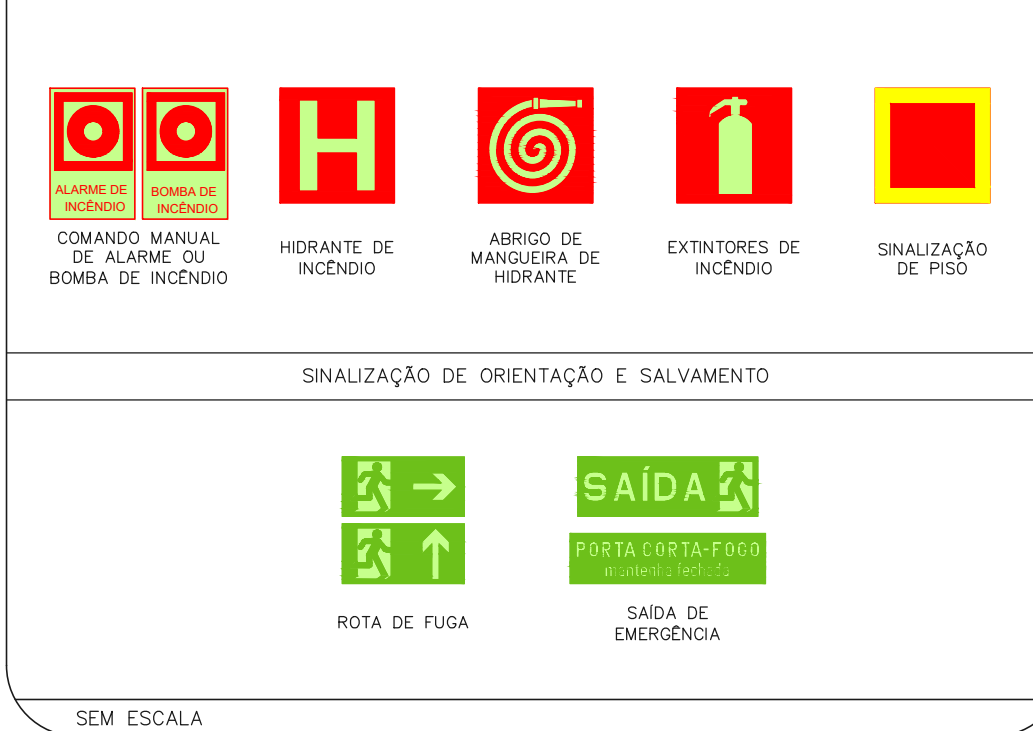 ALARME DE
INCÊNDIO
BOMBA DE
INCÊNDIO
H
COMANDO MANUAL
DE ALARME OU
BOMBA DE INCÊNDIO
HIDRANTE DE
INCÊNDIO
ABRIGO DE
MANGUEIRA DE
HIDRANTE
EXTINTORES DE
INCÊNDIO
SINALIZAÇÃO
DE PISO
SINALIZAÇÃO DE ORIENTAÇÃO E SALVAMENTO
SAÍDA
PORTA CORTA-FOGO
mantenha fechada
ROTA DE FUGA
SAÍDA DE
EMERGÊNCIA
SEM ESCALA